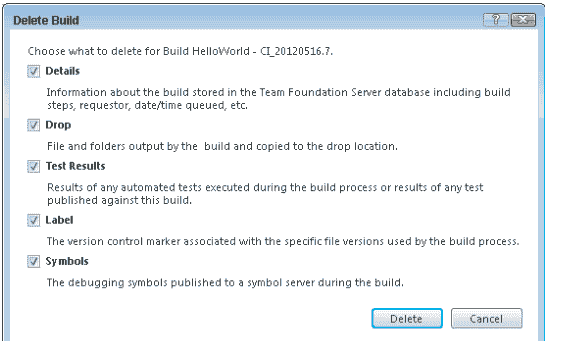 Delete Build
Choose what to delete for Build HelloWorld - CI_20120516.7.
Details
Information about the build stored in the Team Foundation Server database including build
steps, requestor, date/time queued, etc.
Drop
File and folders output by the build and copied to the drop location.
Test Results
Results of any automated tests executed during the build process or results of any test
published against this build.
Label
The version control marker associated with the specific file versions used by the build process.
Symbols
The debugging symbols published to a symbol server during the build.
Delete Cancel